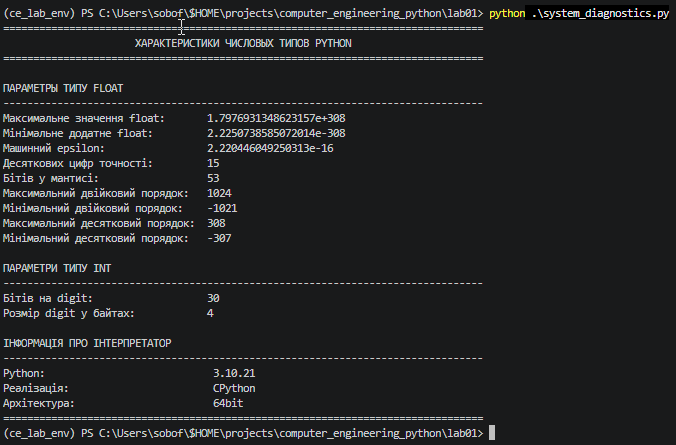 (ce_lab_env) PS C:\Users\sobof\$HOME\projects\computer_engineering_python\lab01> python .\system_diagnostics.py
================================================================================
ХАРАКТЕРИСТИКИ ЧИСЛОВЫХ ТИПОВ PYTHON
================================================================================
ПАРАМЕТРЫ ТИПУ FLOAT
--------------------------------------------------------------------------------
Максимальне значення float: 1.7976931348623157e+308
Мінімальне додатне float: 2.2250738585072014e-308
Машинний epsilon: 2.220446049250313e-16
Десяткових цифр точності: 15
Бітів у мантисі: 53
Максимальний двійковий порядок: 1024
Мінімальний двійковий порядок: -1021
Максимальний десятковий порядок: 308
Мінімальний десятковий порядок: -307
ПАРАМЕТРИ ТИПУ INT
--------------------------------------------------------------------------------
Бітів на digit: 30
Розмір digit у байтах: 4
ІНФОРМАЦІЯ ПРО ІНТЕРПРЕТАТОР
--------------------------------------------------------------------------------
Python: 3.10.21
Реалізація: CPython
Архітектура: 64bit
================================================================================
(ce_lab_env) PS C:\Users\sobof\$HOME\projects\computer_engineering_python\lab01>